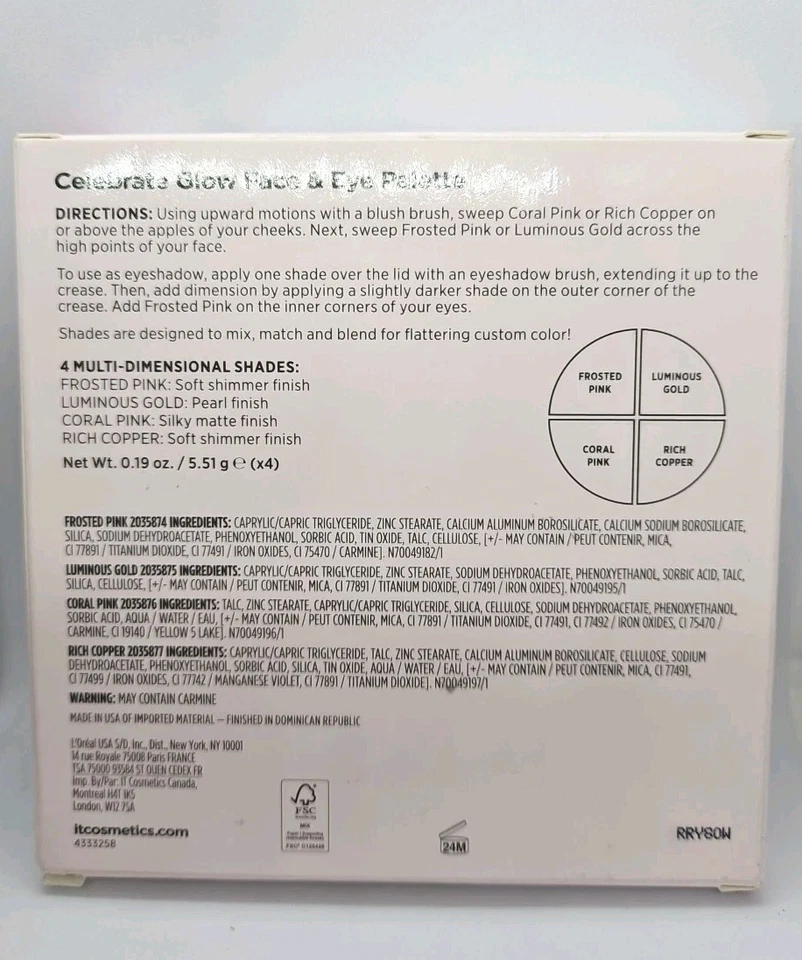 Celebrate Glow Face & Eye Palette
DIRECTIONS: Using upward motions with a blush brush, sweep Coral Pink or Rich Copper on
or above the apples of your cheeks. Next, sweep Frosted Pink or Luminous Gold across the
high points of your face.
To use as eyeshadow, apply one shade over the lid with an eyeshadow brush, extending it up to the
crease. Then, add dimension by applying a slightly darker shade on the outer corner of the
crease. Add Frosted Pink on the inner corners of your eyes.
Shades are designed to mix, match and blend for flattering custom color!
4 MULTI-DIMENSIONAL SHADES:
FROSTED PINK: Soft shimmer finish
LUMINOUS GOLD: Pearl finish
CORAL PINK: Silky matte finish
RICH COPPER: Soft shimmer finish
Net Wt. 0.19 oz. / 5.51 g ℮ (x4)
FROSTED
PINK
LUMINOUS
GOLD
CORAL
PINK
RICH
COPPER
FROSTED PINK 2035874 INGREDIENTS: CAPRYLIC/CAPRIC TRIGLYCERIDE, ZINC STEARATE, CALCIUM ALUMINUM BOROSILICATE, CALCIUM SODIUM BOROSILICATE,
SILICA, SODIUM DEHYDROACETATE, PHENOXYETHANOL, SORBIC ACID, TIN OXIDE, TALC, CELLULOSE, [+/- MAY CONTAIN / PEUT CONTENIR, MICA,
CI 77891 / TITANIUM DIOXIDE, CI 77491 / IRON OXIDES, CI 75470 / CARMINE]. N70049182/1
LUMINOUS GOLD 2035875 INGREDIENTS: CAPRYLIC/CAPRIC TRIGLYCERIDE, ZINC STEARATE, SODIUM DEHYDROACETATE, PHENOXYETHANOL, SORBIC ACID, TALC,
SILICA, CELLULOSE, [+/- MAY CONTAIN / PEUT CONTENIR, MICA, CI 77891 / TITANIUM DIOXIDE, CI 77491 / IRON OXIDES]. N70049195/1
CORAL PINK 2035876 INGREDIENTS: TALC, ZINC STEARATE, CAPRYLIC/CAPRIC TRIGLYCERIDE, SILICA, CELLULOSE, SODIUM DEHYDROACETATE, PHENOXYETHANOL,
SORBIC ACID, AQUA / WATER / EAU, [+/- MAY CONTAIN / PEUT CONTENIR, MICA, CI 77891 / TITANIUM DIOXIDE, CI 77491, CI 77492 / IRON OXIDES, CI 75470 /
CARMINE, CI 19140 / YELLOW 5 LAKE]. N70049196/1
RICH COPPER 2035877 INGREDIENTS: CAPRYLIC/CAPRIC TRIGLYCERIDE, TALC, ZINC STEARATE, CALCIUM ALUMINUM BOROSILICATE, CELLULOSE, SODIUM
DEHYDROACETATE, PHENOXYETHANOL, SORBIC ACID, SILICA, TIN OXIDE, AQUA / WATER / EAU, [+/- MAY CONTAIN / PEUT CONTENIR, MICA, CI 77491,
CI 77499 / IRON OXIDES, CI 77742 / MANGANESE VIOLET, CI 77891 / TITANIUM DIOXIDE]. N70049197/1
WARNING: MAY CONTAIN CARMINE
MADE IN USA OF IMPORTED MATERIAL – FINISHED IN DOMINICAN REPUBLIC
L'Oréal USA S/D, Inc., Dist., New York, NY 10001
14 rue Royale 75008 Paris FRANCE
TSA 75000 93584 ST OUEN CEDEX FR
Imp. By/Par: IT Cosmetics Canada,
Montreal H4T 1K5
London, W12 7SA
itcosmetics.com
4333258
FSC
MIX
24M
RRY80W